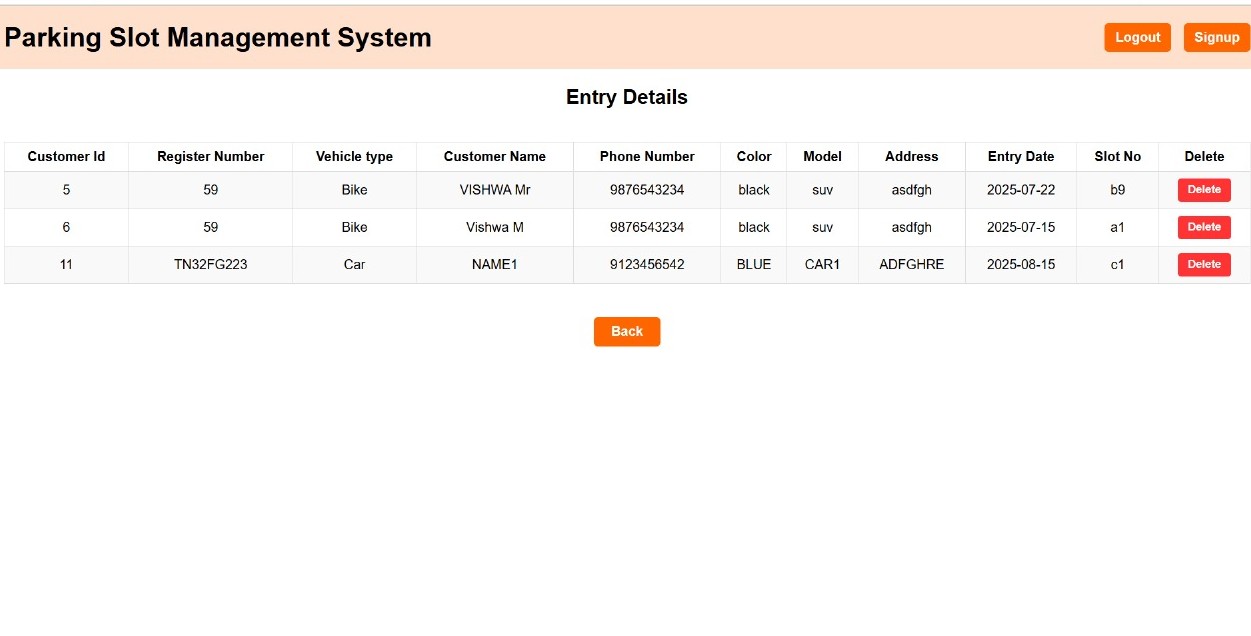 Parking Slot Management System Logout Signup
Entry Details
Customer Id Register Number Vehicle type Customer Name Phone Number Color Model Address Entry Date Slot No Delete
5 59 Bike VISHWA Mr 9876543234 black suv asdfgh 2025-07-22 b9 Delete
6 59 Bike Vishwa M 9876543234 black suv asdfgh 2025-07-15 a1 Delete
11 TN32FG223 Car NAME1 9123456542 BLUE CAR1 ADFGHRE 2025-08-15 c1 Delete
Back